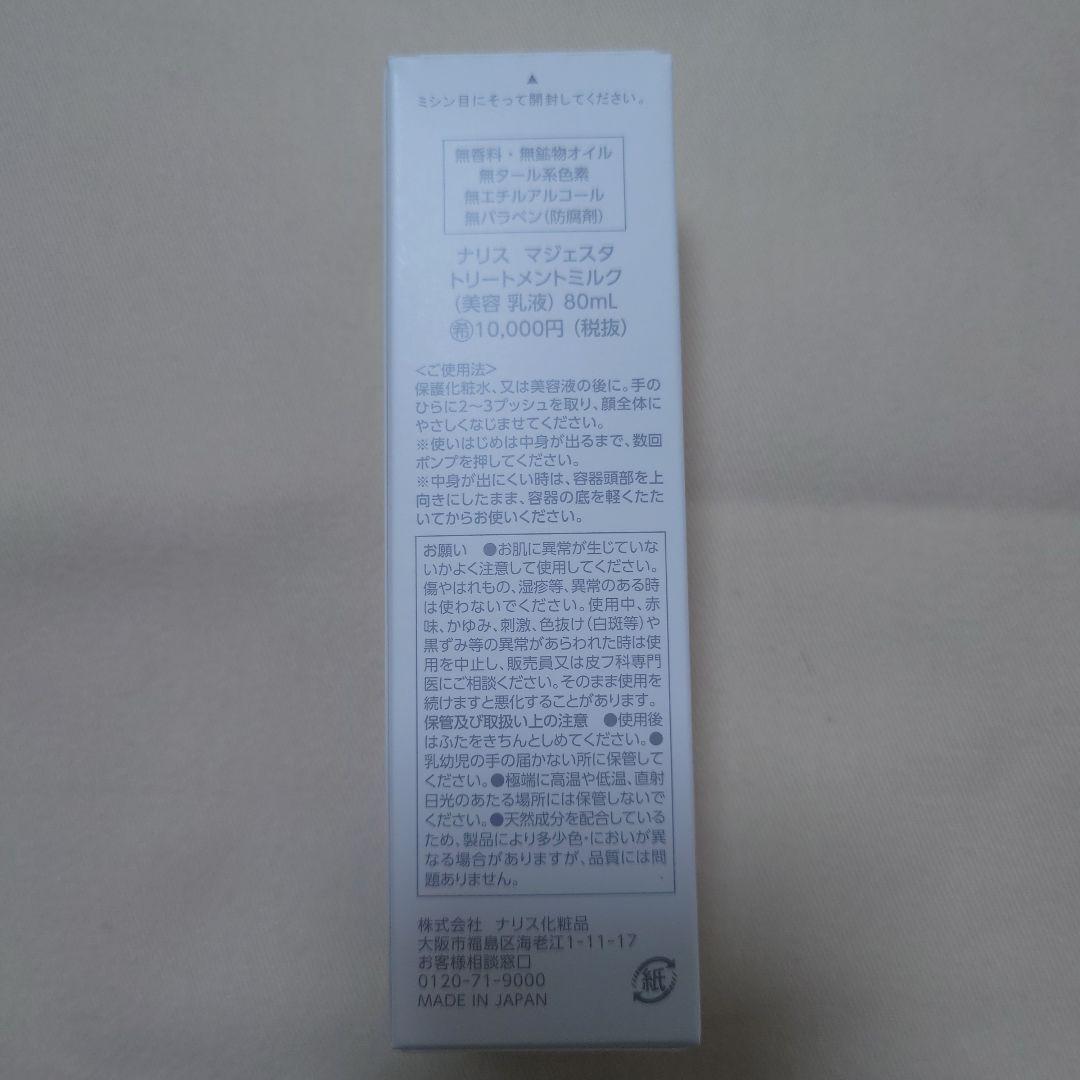 ▲
ミシン目にそって開封してください。
無香料・無鉱物オイル
無タール系色素
無エチルアルコール
無パラベン(防腐剤)
ナリス マジェスタ
トリートメントミルク
(美容 乳液) 80mL
㊒10,000円 (税抜)
<ご使用法>
保護化粧水、又は美容液の後に。手の
ひらに2～3プッシュを取り、顔全体に
やさしくなじませてください。
※使いはじめは中身が出るまで、数回
ポンプを押してください。
※中身が出にくい時は、容器頭部を上
向きにしたまま、容器の底を軽くたた
いてからお使いください。
お願い ●お肌に異常が生じていな
いかよく注意して使用してください。
傷やはれもの、湿疹等、異常のある時
は使わないでください。使用中、赤
味、かゆみ、刺激、色抜け(白斑等)や
黒ずみ等の異常があらわれた時は使
用を中止し、販売員又は皮フ科専門
医にご相談ください。そのまま使用を
続けますと悪化することがあります。
保管及び取扱い上の注意 ●使用後
はふたをきちんとしめてください。●
乳幼児の手の届かない所に保管して
ください。●極端に高温や低温、直射
日光のあたる場所には保管しないで
ください。●天然成分を配合している
ため、製品により多少色・においが異
なる場合がありますが、品質には問
題ありません。
株式会社 ナリス化粧品
大阪市福島区海老江1-11-17
お客様相談窓口
0120-71-9000
MADE IN JAPAN
紙